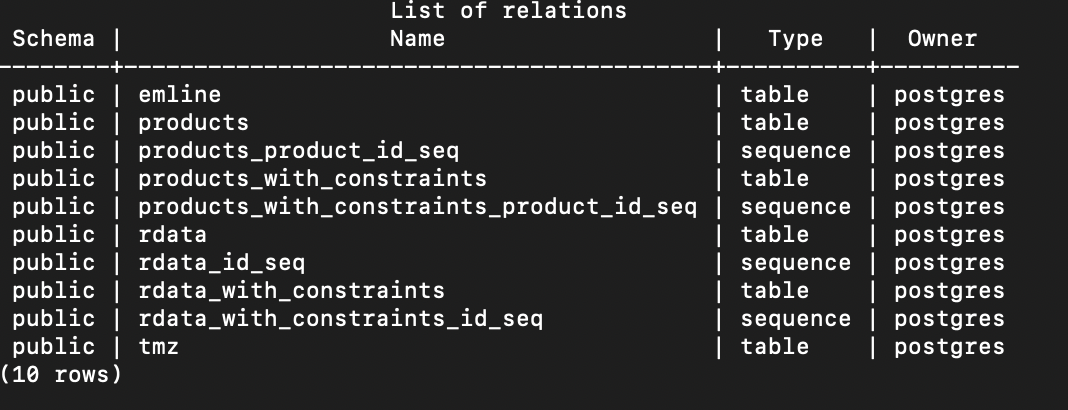 List of relations
 Schema |                   Name                    |   Type   |  Owner
--------+-------------------------------------------+----------+----------
 public | emline                                    | table    | postgres
 public | products                                  | table    | postgres
 public | products_product_id_seq                   | sequence | postgres
 public | products_with_constraints                 | table    | postgres
 public | products_with_constraints_product_id_seq | sequence | postgres
 public | rdata                                     | table    | postgres
 public | rdata_id_seq                              | sequence | postgres
 public | rdata_with_constraints                    | table    | postgres
 public | rdata_with_constraints_id_seq             | sequence | postgres
 public | tmz                                       | table    | postgres
(10 rows)